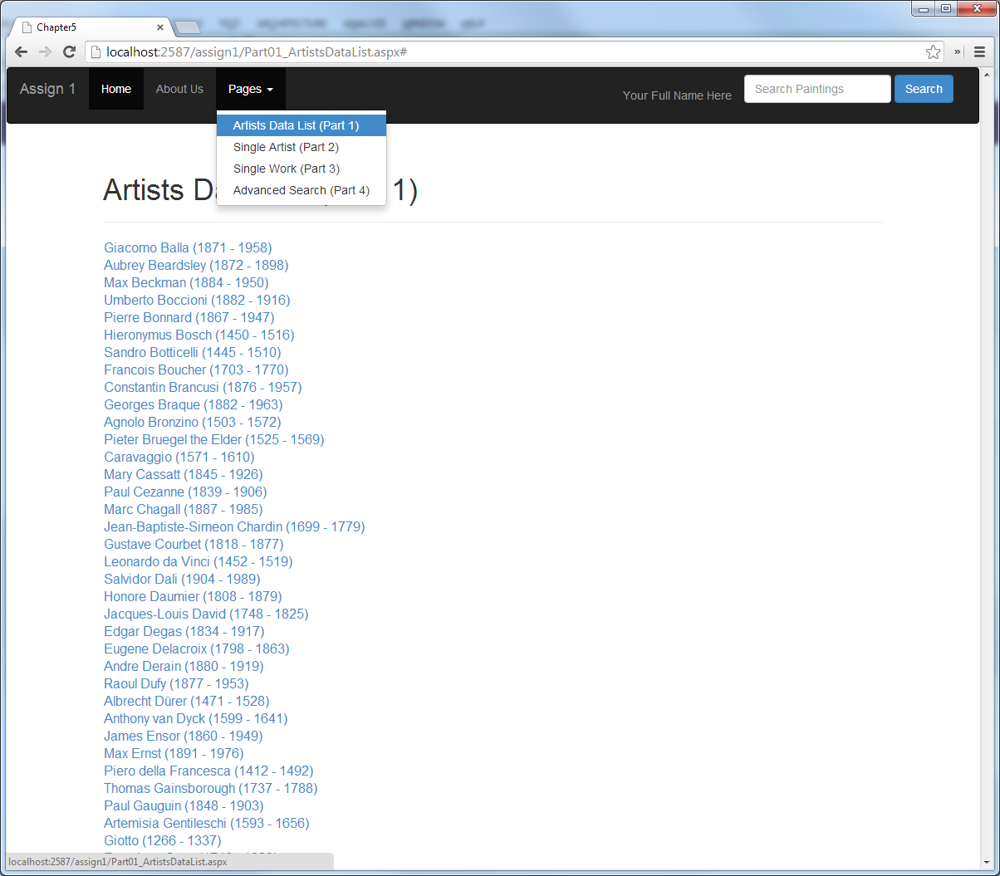 Chapter5
localhost:2587/assign1/Part01_ArtistsDataList.aspx#
Assign 1 Home About Us Pages Your Full Name Here Search Paintings Search
Artists Data List (Part 1)
Single Artist (Part 2)
Single Work (Part 3)
Advanced Search (Part 4)
Artists D 1)
Giacomo Balla (1871 - 1958)
Aubrey Beardsley (1872 - 1898)
Max Beckman (1884 - 1950)
Umberto Boccioni (1882 - 1916)
Pierre Bonnard (1867 - 1947)
Hieronymus Bosch (1450 - 1516)
Sandro Botticelli (1445 - 1510)
Francois Boucher (1703 - 1770)
Constantin Brancusi (1876 - 1957)
Georges Braque (1882 - 1963)
Agnolo Bronzino (1503 - 1572)
Pieter Bruegel the Elder (1525 - 1569)
Caravaggio (1571 - 1610)
Mary Cassatt (1845 - 1926)
Paul Cezanne (1839 - 1906)
Marc Chagall (1887 - 1985)
Jean-Baptiste-Simeon Chardin (1699 - 1779)
Gustave Courbet (1818 - 1877)
Leonardo da Vinci (1452 - 1519)
Salvidor Dali (1904 - 1989)
Honore Daumier (1808 - 1879)
Jacques-Louis David (1748 - 1825)
Edgar Degas (1834 - 1917)
Eugene Delacroix (1798 - 1863)
Andre Derain (1880 - 1919)
Raoul Dufy (1877 - 1953)
Albrecht Dürer (1471 - 1528)
Anthony van Dyck (1599 - 1641)
James Ensor (1860 - 1949)
Max Ernst (1891 - 1976)
Piero della Francesca (1412 - 1492)
Thomas Gainsborough (1737 - 1788)
Paul Gauguin (1848 - 1903)
Artemisia Gentileschi (1593 - 1656)
Giotto (1266 - 1337)
localhost:2587/assign1/Part01_ArtistsDataList.aspx